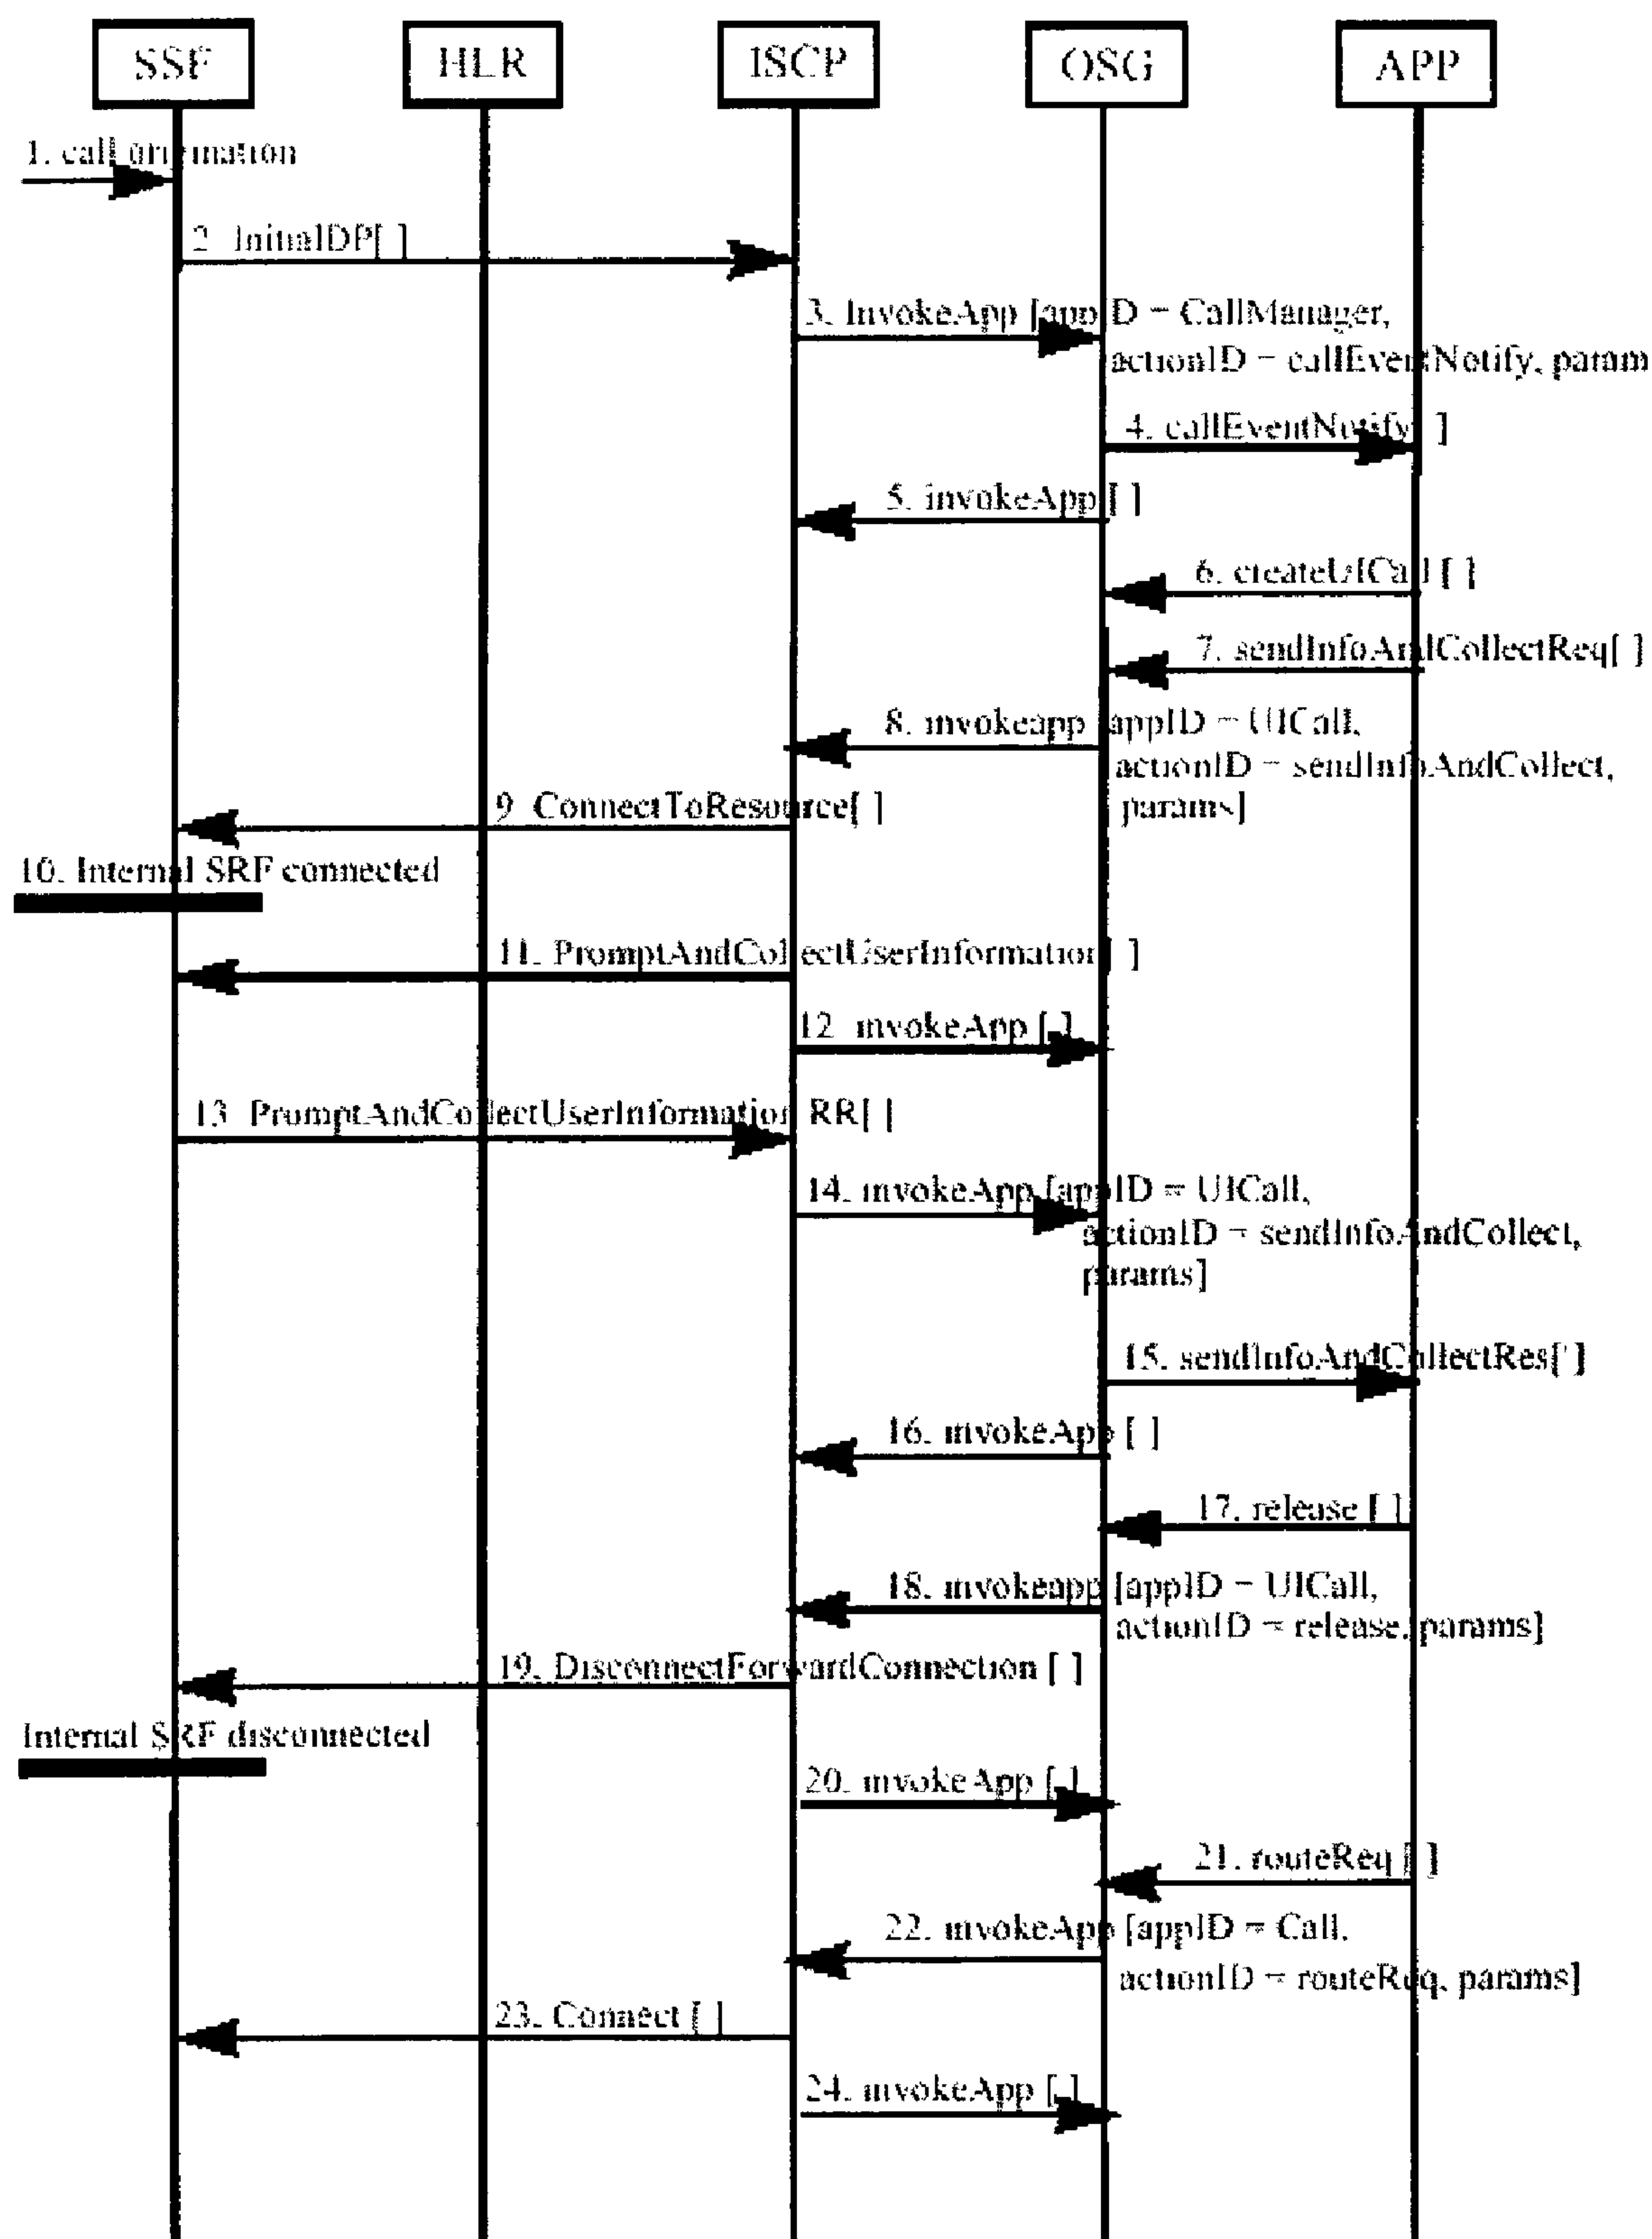 SSF HLR ISCP OSG APP
1. call origination
2. InitialDP[ ]
3. InvokeApp [appID = CallManager,
actionID = callEventNotify, param
4. callEventNotify[ ]
5. invokeApp [ ]
6. createUICall [ ]
7. sendInfoAndCollectReq[ ]
8. invokeapp [appID = UICall,
actionID = sendInfoAndCollect,
params]
9. ConnectToResource[ ]
10. Internal SRF connected
11. PromptAndCollectUserInformation[ ]
12. invokeApp [ ]
13. PromptAndCollectUserInformation RR[ ]
14. invokeApp [appID = UICall,
actionID = sendInfoAndCollect,
params]
15. sendInfoAndCollectRes[ ]
16. invokeApp [ ]
17. release [ ]
18. invokeapp [appID = UICall,
actionID = release, params]
19. DisconnectForwardConnection [ ]
Internal SRF disconnected
20. invokeApp [ ]
21. routeReq [ ]
22. invokeApp [appID = Call,
actionID = routeReq, params]
23. Connect [ ]
24. invokeApp [ ]